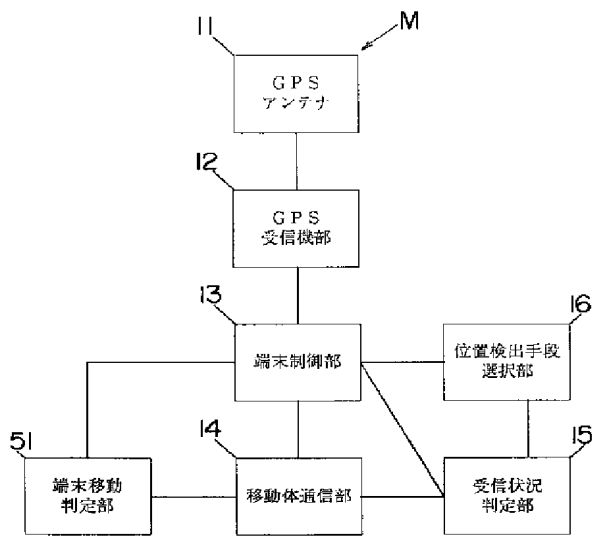 11
M
GPS
アンテナ
12
GPS
受信機部
13
端末制御部
16
位置検出手段
選択部
51
端末移動
判定部
14
移動体通信部
15
受信状況
判定部